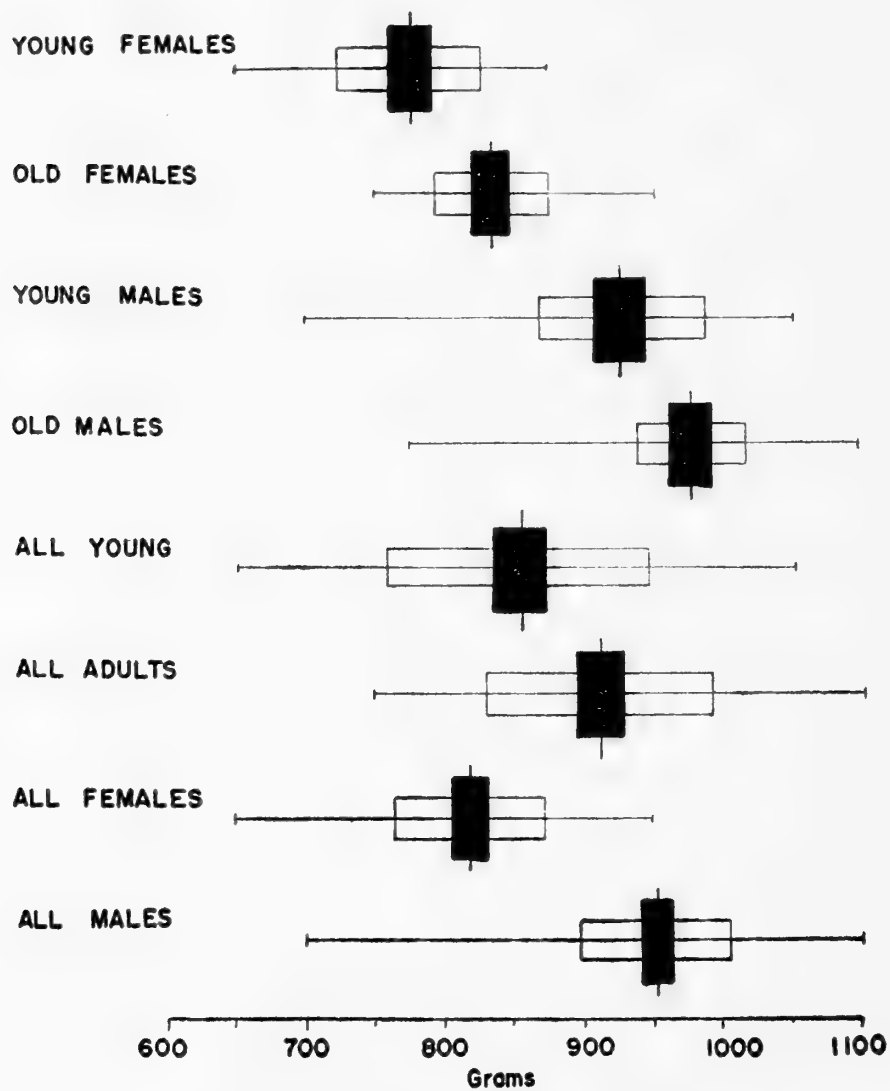 YOUNG FEMALES
OLD FEMALES
YOUNG MALES
OLD MALES
ALL YOUNG
ALL ADULTS
ALL FEMALES
ALL MALES
600 700 800 900 1000 1100
Grams